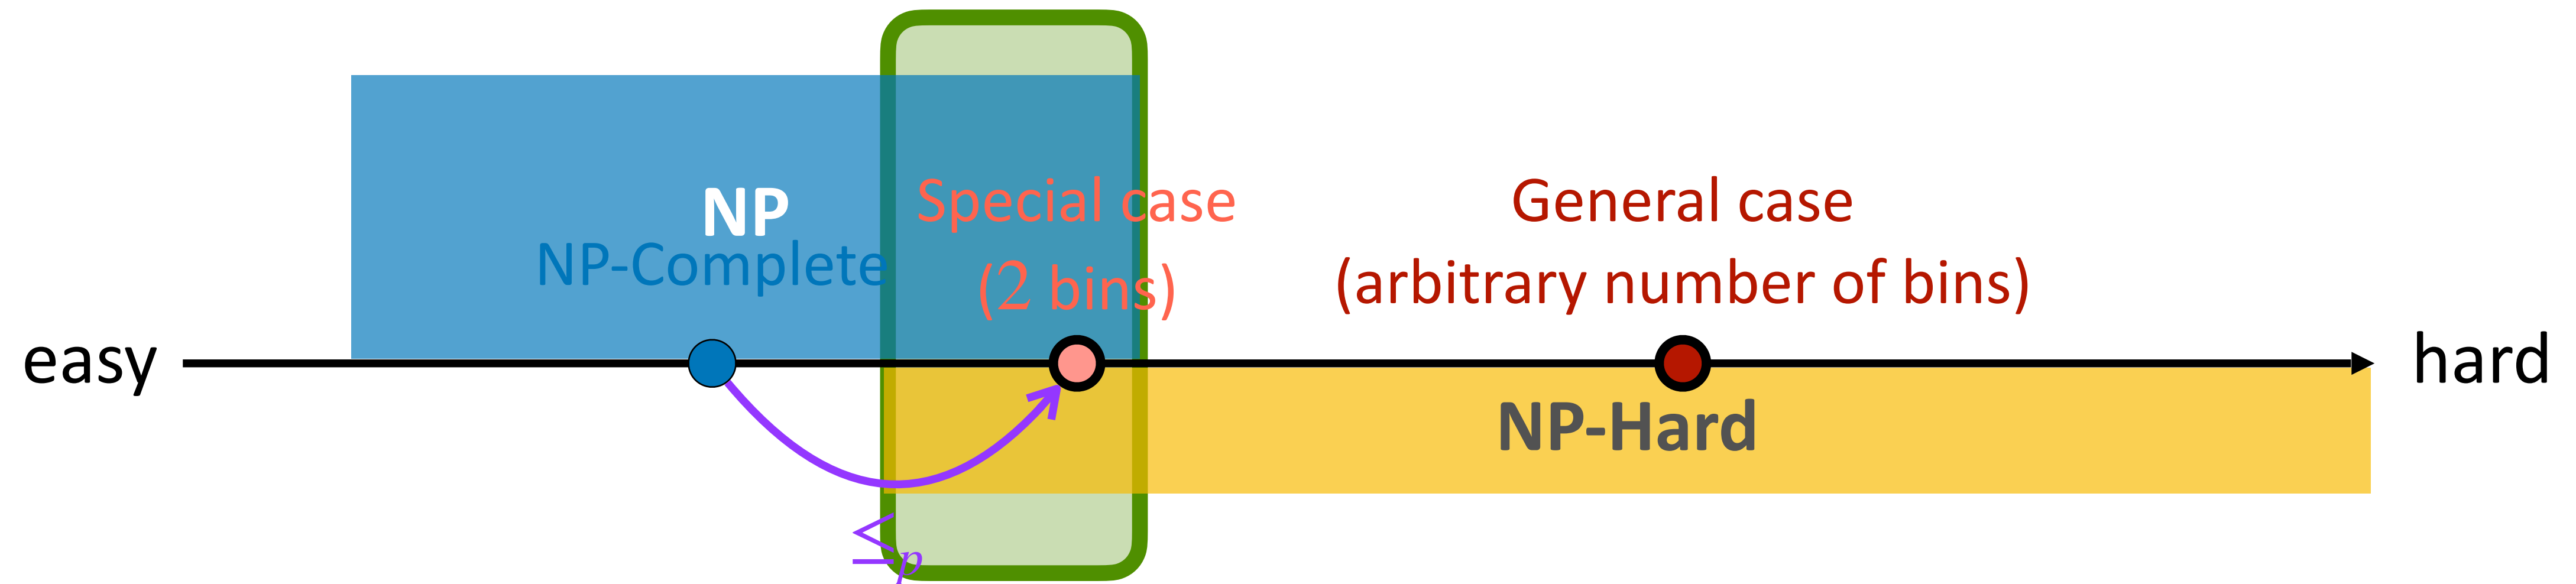 NP
NP-Complete
Special case
(2 bins)
General case
(arbitrary number of bins)
easy
hard
NP-Hard
≤p